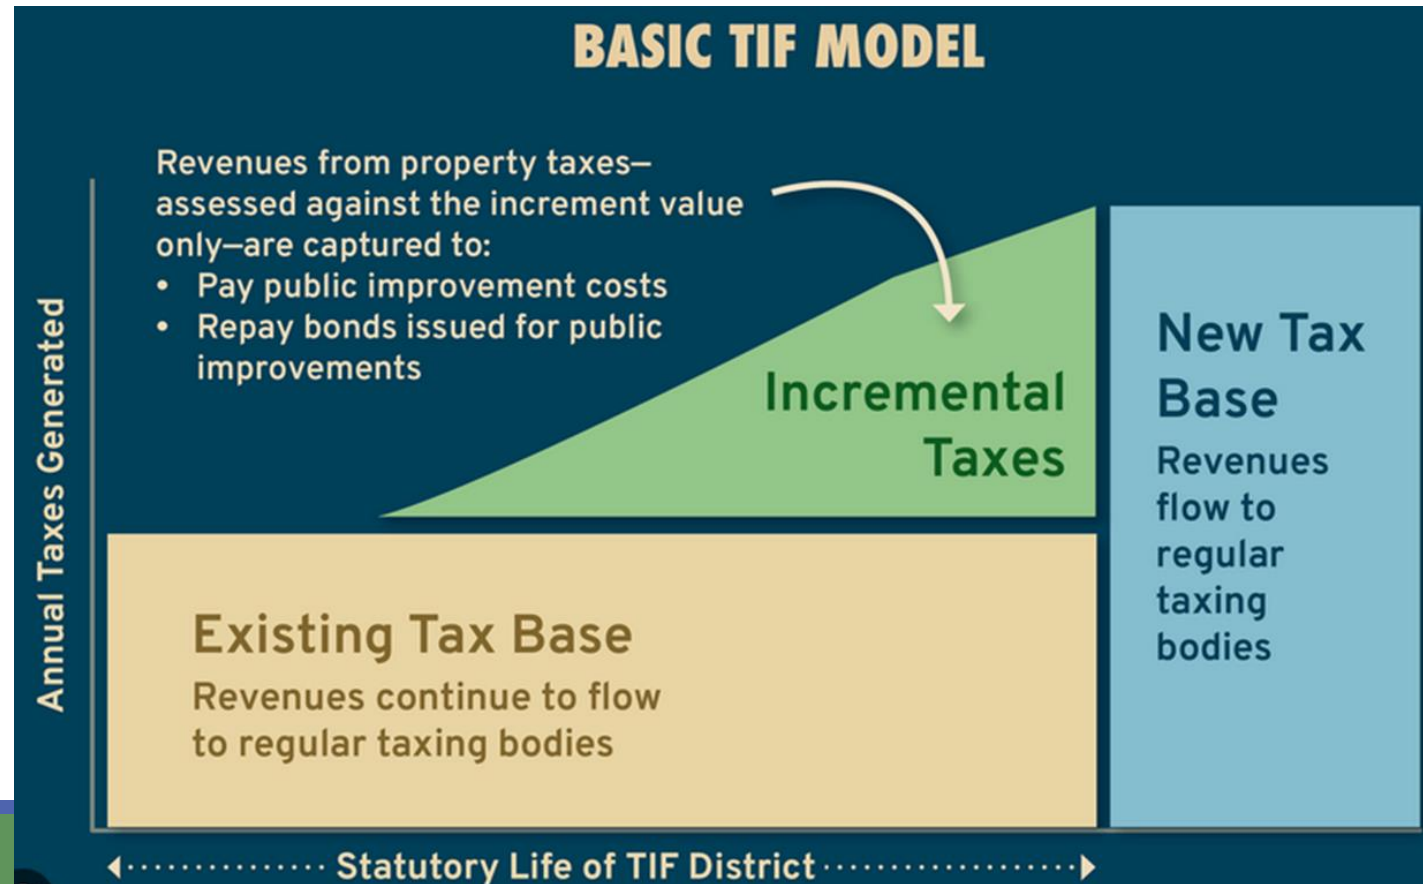 BASIC TIF MODEL
Revenues from property taxes—
assessed against the increment value
only—are captured to:
• Pay public improvement costs
• Repay bonds issued for public
improvements
Annual Taxes Generated
Incremental
Taxes
New Tax
Base
Revenues
flow to
regular
taxing
bodies
Existing Tax Base
Revenues continue to flow
to regular taxing bodies
Statutory Life of TIF District